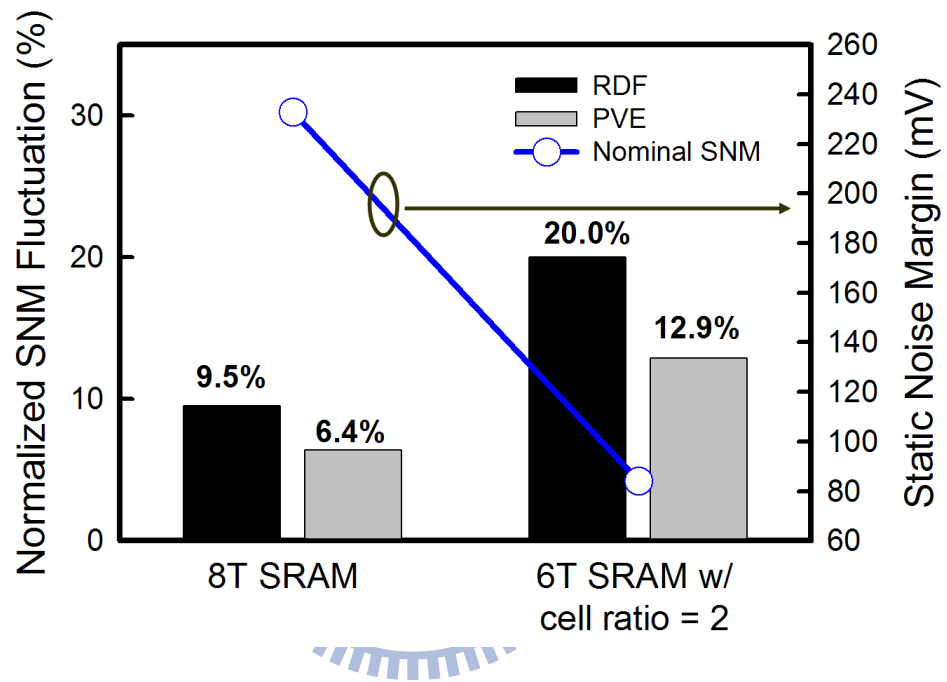 Normalized SNM Fluctuation (%)
30
20
10
0
RDF
PVE
Nominal SNM
9.5%
6.4%
20.0%
12.9%
260
240
220
200
180
160
140
120
100
80
60
Static Noise Margin (mV)
8T SRAM
6T SRAM w/
cell ratio = 2